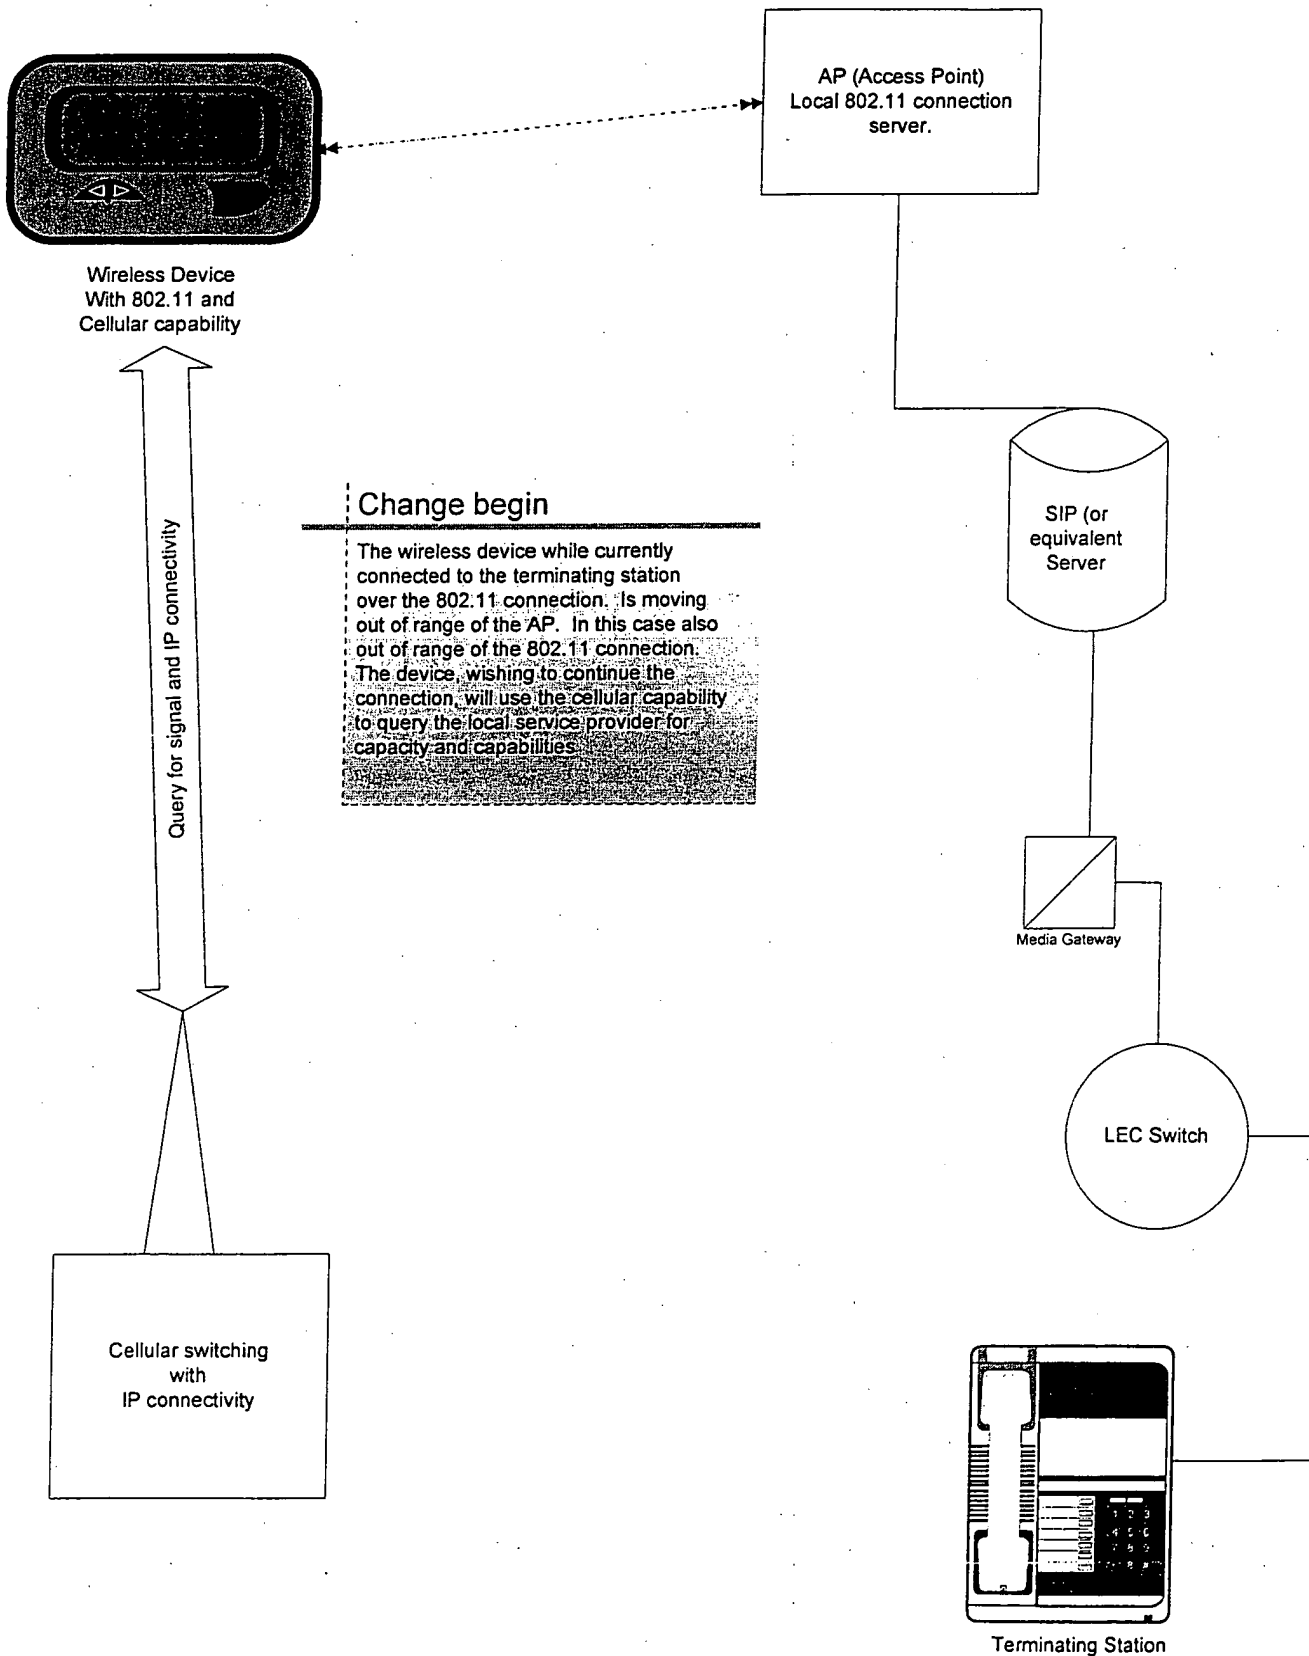 AP (Access Point)
Local 802.11 connection
server.
Wireless Device
With 802.11 and
Cellular capability
Query for signal and IP connectivity
Change begin
The wireless device while currently
connected to the terminating station
over the 802.11 connection. Is moving
out of range of the AP. In this case also
out of range of the 802.11 connection.
The device, wishing to continue the
connection, will use the cellular capability
to query the local service provider for
capacity and capabilities
SIP (or
equivalent
Server
Media Gateway
LEC Switch
Cellular switching
with
IP connectivity
Terminating Station